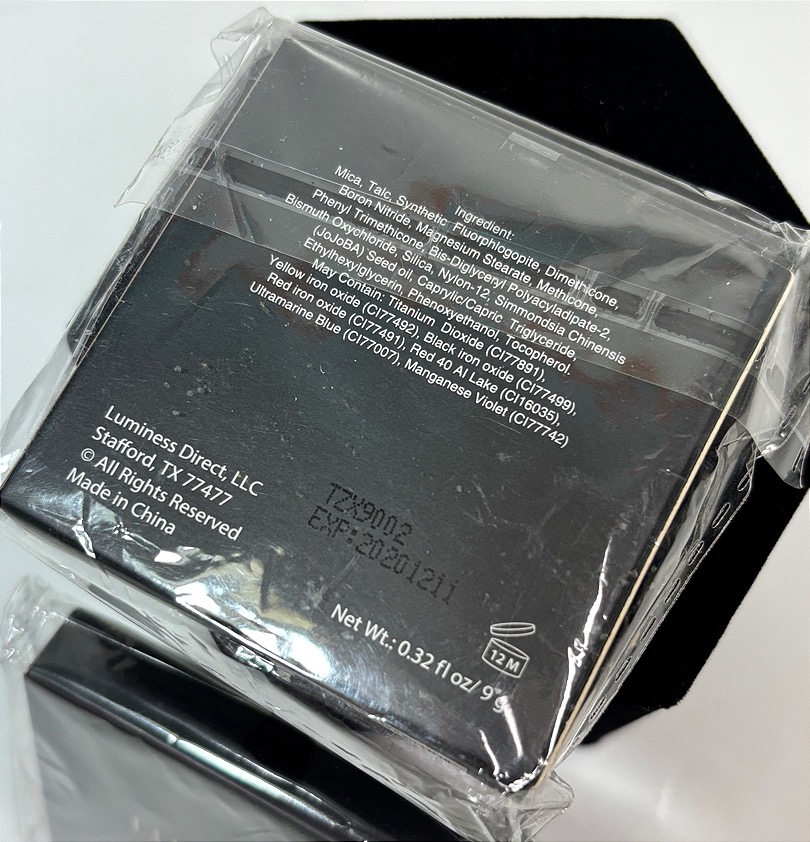 Ingredient:
Mica, Talc, Synthetic Fluorphlogopite, Dimethicone,
Boron Nitride, Magnesium Stearate, Methicone,
Phenyl Trimethicone, Bis-Diglyceryl Polyacyladipate-2,
Bismuth Oxychloride, Silica, Nylon-12, Simmondsia Chinensis
(JoJoBA) Seed oil, Caprylic/Capric Triglyceride,
Ethylhexylglycerin, Phenoxyethanol, Tocopherol.
May Contain: Titanium Dioxide (CI77891),
Yellow iron oxide (CI77492), Black iron oxide (CI77499),
Red iron oxide (CI77491), Red 40 Al Lake (CI16035),
Ultramarine Blue (CI77007), Manganese Violet (CI77742)
Luminess Direct, LLC
Stafford, TX 77477
© All Rights Reserved
Made in China
TZX9002
EXP:20201211
12 M
Net Wt.: 0.32 fl oz/ 9 g